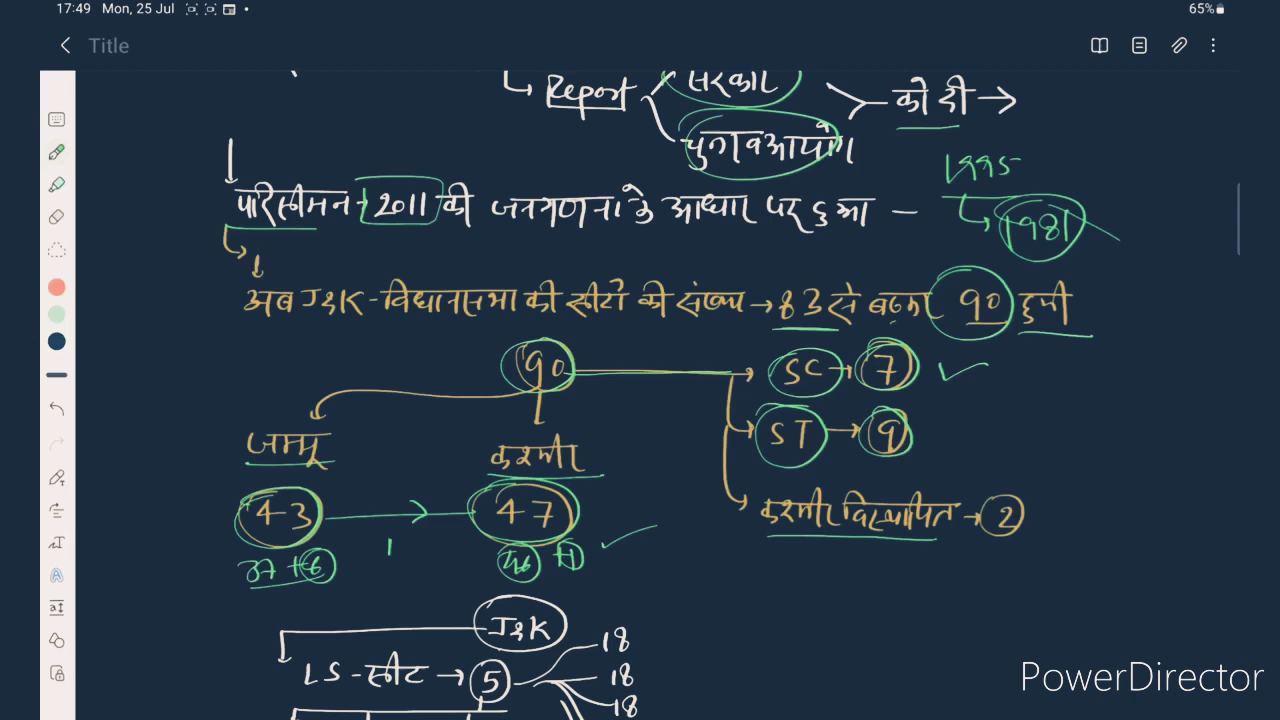 17:49 Mon, 25 Jul
65%
Title
Report सरकार को दी →
चुनाव आयोग
1995
परिसीमन → 2011 की जनगणना के आधार पर हुआ —
1981
अब J&K - विधानसभा की सीटों की संख्या → 83 से बढ़कर 90 हुयी
90 SC → 7
ST → 9
जम्मू कश्मीर
43 → 47 कश्मीर विस्थापित → 2
37 + 6 46 + 1
J&K
LS - सीट → 5 18
18
18
PowerDirector